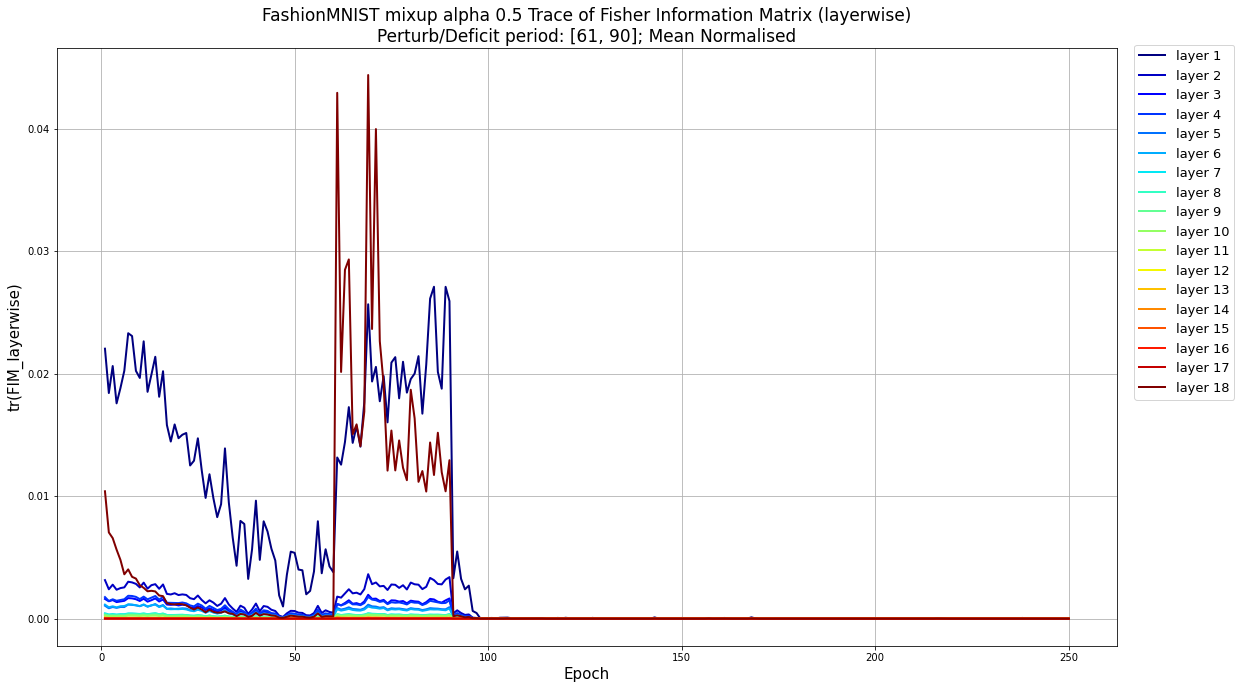 FashionMNIST mixup alpha 0.5 Trace of Fisher Information Matrix (layerwise)
Perturb/Deficit period: [61, 90]; Mean Normalised
layer 1
layer 2
layer 3
layer 4
layer 5
layer 6
layer 7
layer 8
layer 9
layer 10
layer 11
layer 12
layer 13
layer 14
layer 15
layer 16
layer 17
layer 18
tr(FIM_layerwise)
0.04
0.03
0.02
0.01
0.00
0
50
100
150
200
250
Epoch